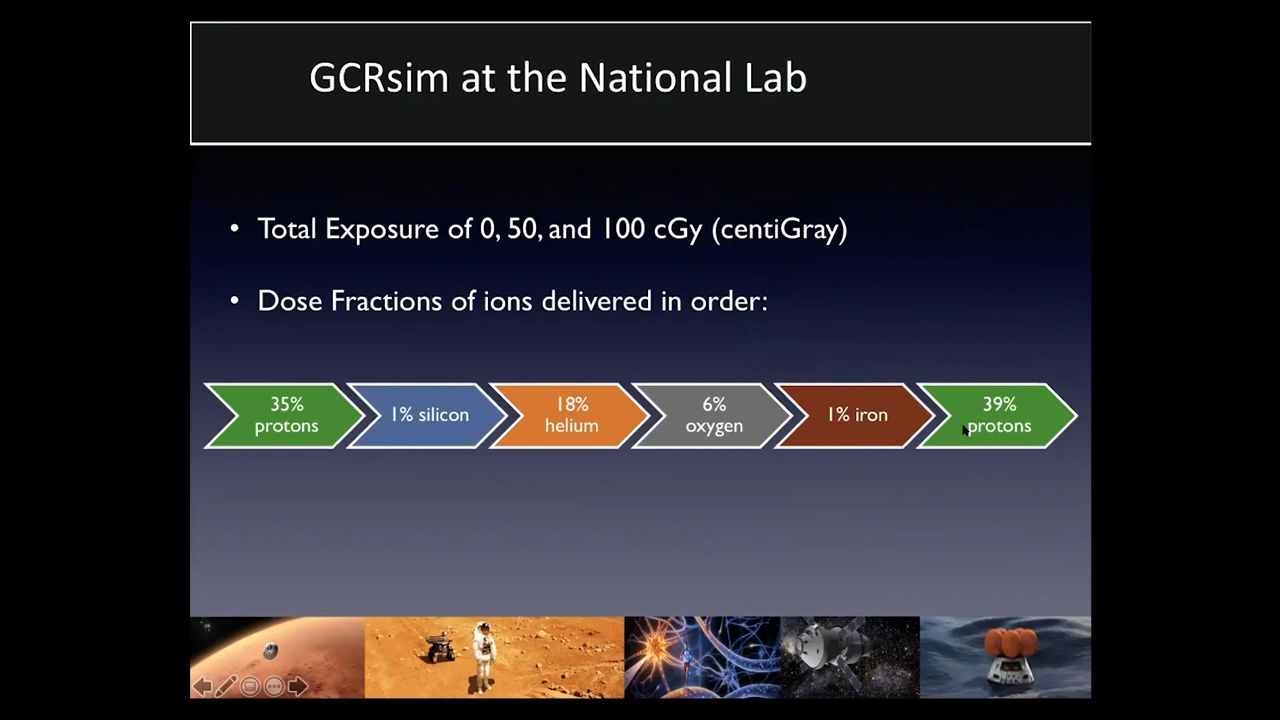 GCRsim at the National Lab
• Total Exposure of 0, 50, and 100 cGy (centiGray)
• Dose Fractions of ions delivered in order:
35%
protons
1% silicon
18%
helium
6%
oxygen
1% iron
39%
protons